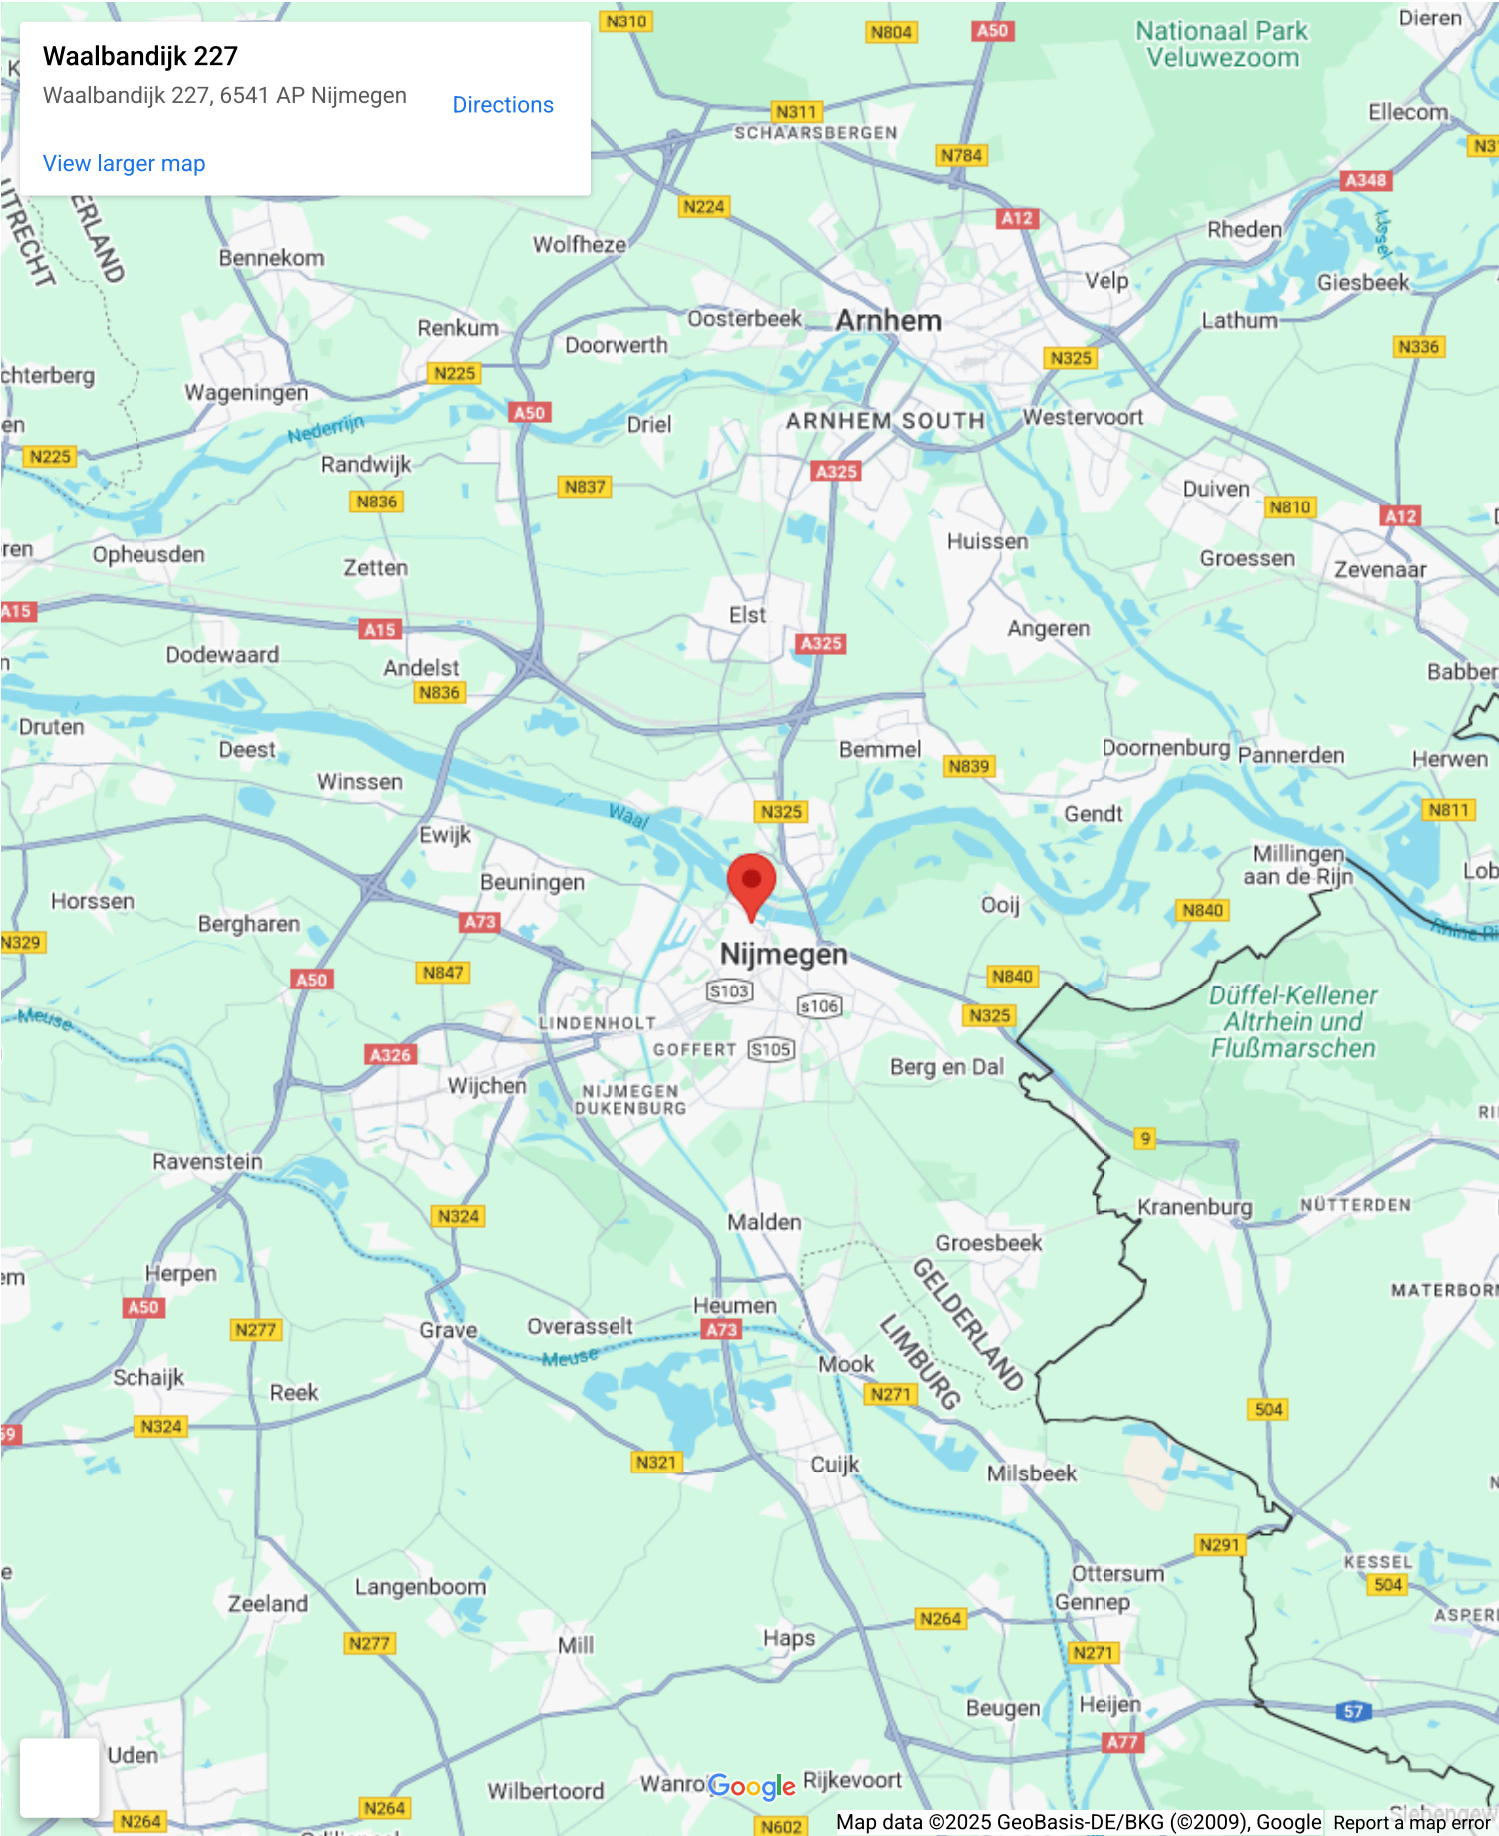 Waalbandijk 227
Waalbandijk 227, 6541 AP Nijmegen
Directions
View larger map
N310
N804
A50
Nationaal Park
Veluwezoom
Dieren
N311
SCHAARSBERGEN
Ellecom
N784
A348
UTRECHT
N224
A12
Rheden
IJssel
Wolfheze
Bennekom
Velp
Giesbeek
Renkum
Oosterbeek
Arnhem
Lathum
Doorwerth
N336
N225
N325
chterberg
Wageningen
A50
Nederrijn
Driel
ARNHEM SOUTH
Westervoort
en
N225
Randwijk
A325
N837
Duiven
N836
N810
A12
ren
Opheusden
Huissen
Zetten
Groessen
Zevenaar
A15
Elst
A15
Angeren
A325
Dodewaard
Andelst
N836
Druten
Deest
Bemmel
Doornenburg
Pannerden
Herwen
N839
Winssen
N325
Waal
Gendt
N811
Ewijk
Millingen
aan de Rijn
Beuningen
Horssen
Ooij
Bergharen
A73
N840
N329
Nijmegen
A50
N847
N840
S103
s106
Düffel-Kellener
Altrhein und
Flußmarschen
Meuse
N325
LINDENHOLT
A326
GOFFERT
S105
Berg en Dal
Wijchen
NIJMEGEN
DUKENBURG
9
Ravenstein
Kranenburg
NÜTTERDEN
N324
Malden
Groesbeek
Herpen
GELDERLAND
A50
Heumen
N277
Grave
Overasselt
A73
LIMBURG
Meuse
Schaijk
Mook
Reek
N271
504
N324
N321
Cuijk
Milsbeek
N291
Langenboom
Ottersum
KESSEL
504
Zeeland
Gennep
N264
N277
Mill
Haps
N271
Beugen
Heijen
57
Uden
A77
Wilbertoord
Google
Rijkevoort
N264
N264
N602
Map data ©2025 GeoBasis-DE/BKG (©2009), Google
Report a map error